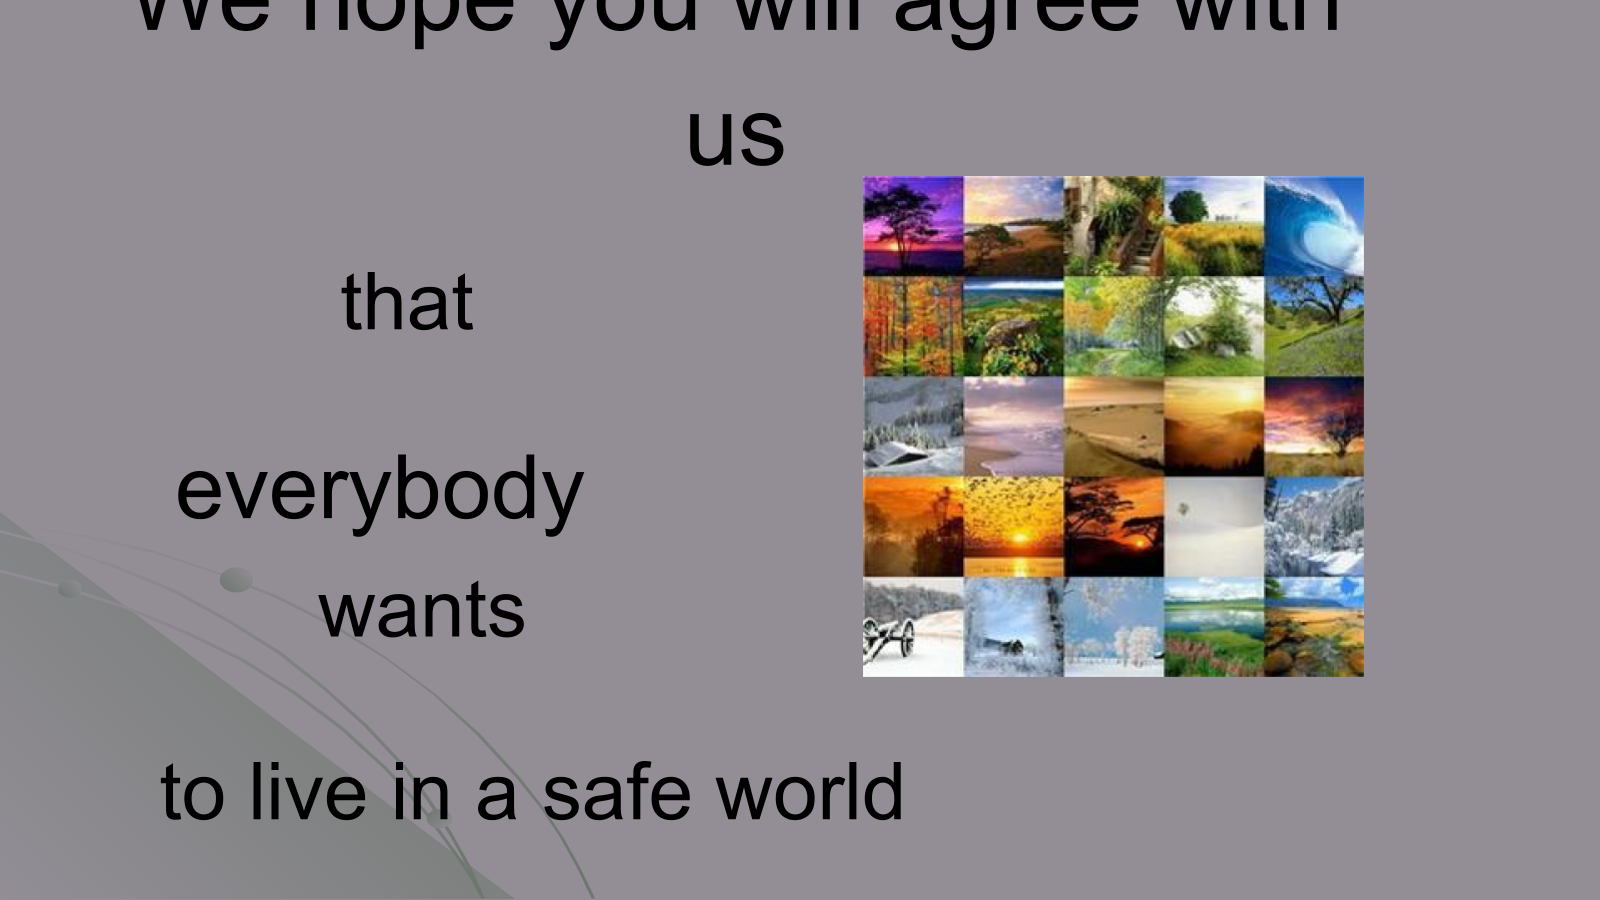 We hope you will agree with
us
that
everybody
wants
to live in a safe world